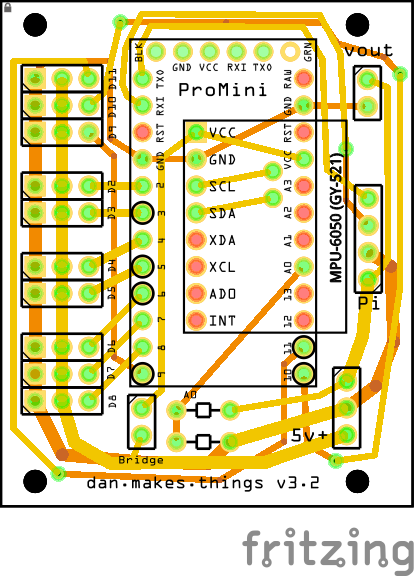 BLK
GRN
vout
GND VCC RXI TXO
ProMini
D11
TXO
RAW
D10
RXI
GND
D9
RST
VCC
RST
GND
GND
VCC
D2
2
SCL
A3
D3
3
SDA
A2
MPU-6050 (GY-521)
4
XDA
A1
D4
5
XCL
A0
D5
6
ADO
13
Pi
7
INT
12
D6
8
11
D7
9
10
D8
A0
5v+
Bridge
dan.makes.things v3.2
fritzing